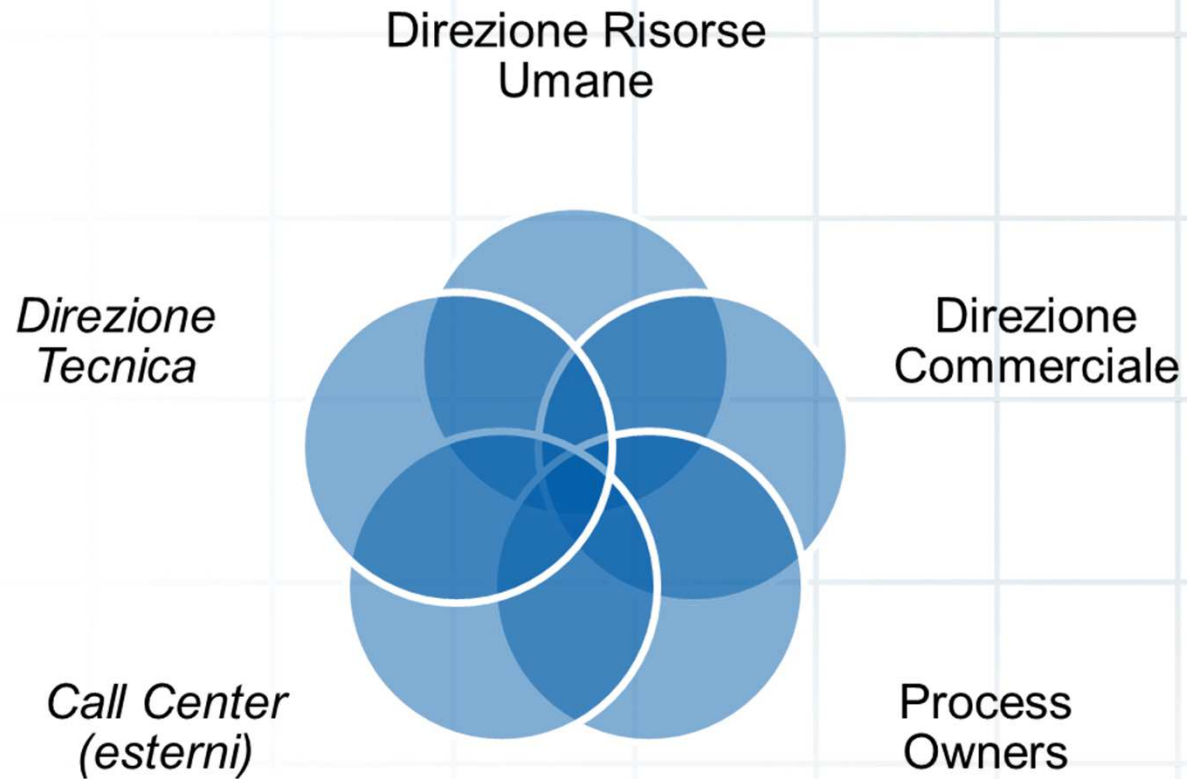 Direzione Risorse
Umane
Direzione
Tecnica
Direzione
Commerciale
Call Center
(esterni)
Process
Owners